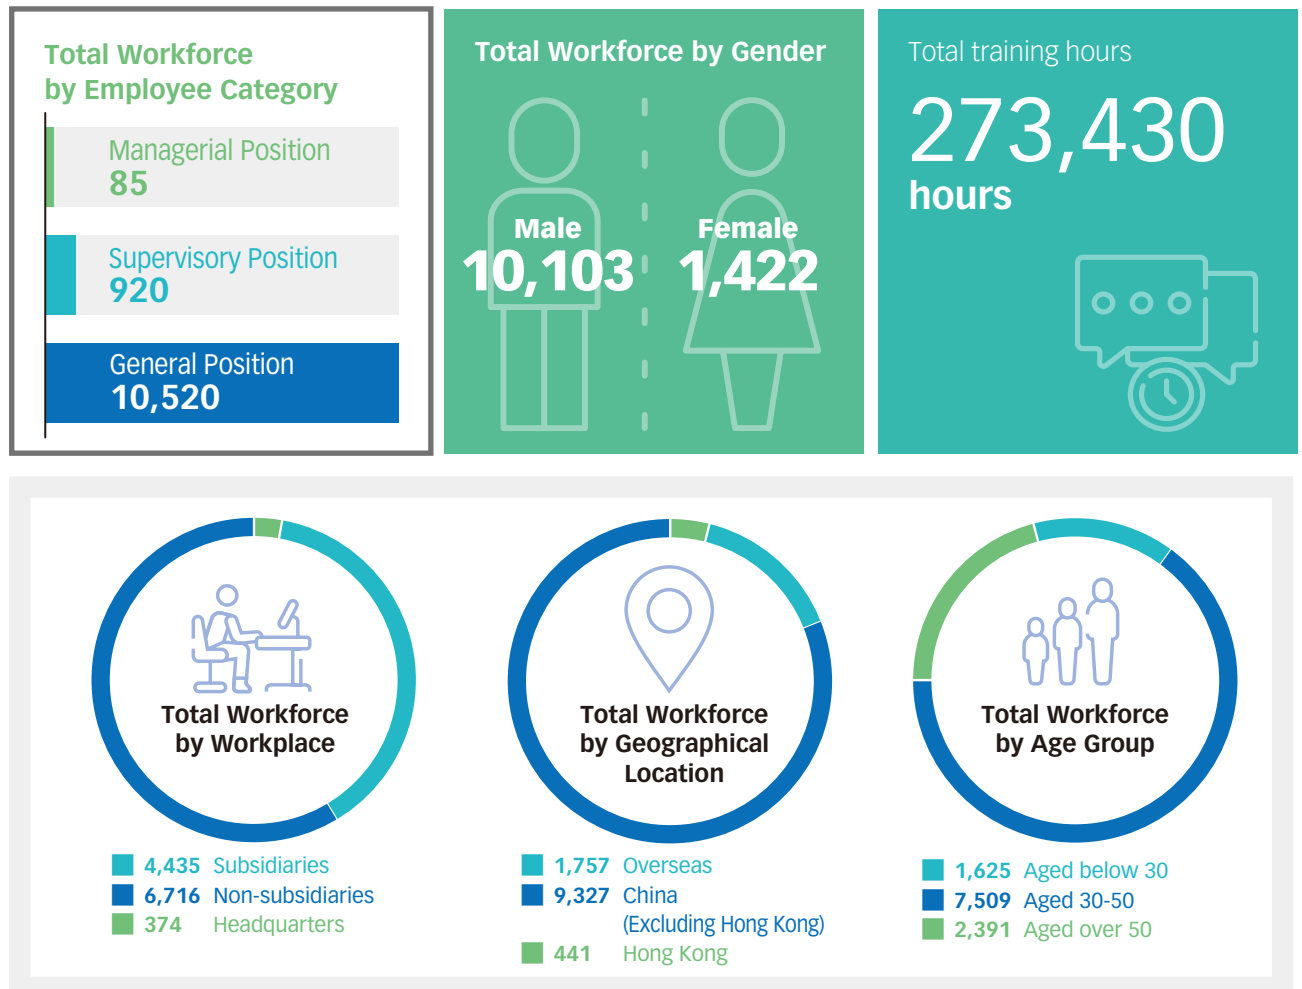 Total Workforce
by Employee Category
Managerial Position
85
Supervisory Position
920
General Position
10,520
Total Workforce by Gender
Male
10,103
Female
1,422
Total training hours
273,430
hours
Total Workforce
by Workplace
4,435 Subsidiaries
6,716 Non-subsidiaries
374 Headquarters
Total Workforce
by Geographical
Location
1,757 Overseas
9,327 China
(Excluding Hong Kong)
441 Hong Kong
Total Workforce
by Age Group
1,625 Aged below 30
7,509 Aged 30-50
2,391 Aged over 50